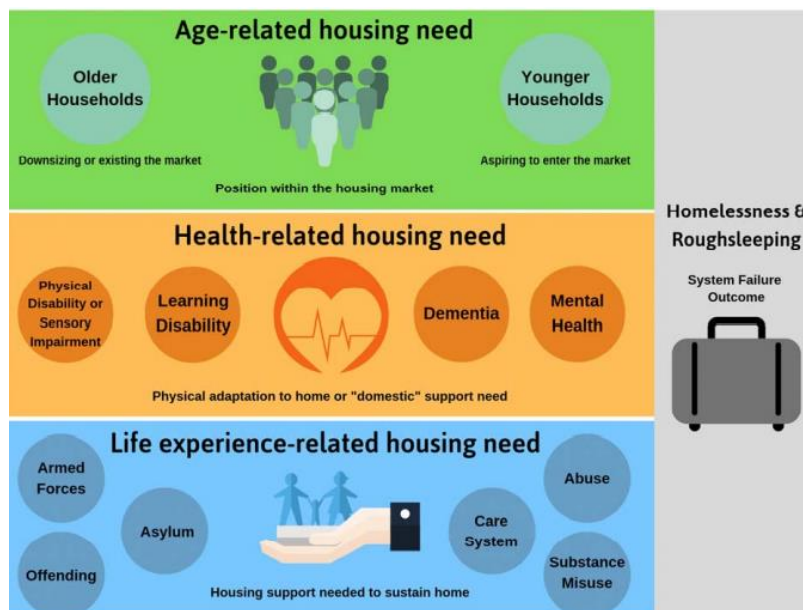 Age-related housing need
Older
Households
Younger
Households
Downsizing or existing the market
Aspiring to enter the market
Position within the housing market
Health-related housing need
Physical
Disability or
Sensory
Impairment
Learning
Disability
Dementia
Mental
Health
Physical adaptation to home or "domestic" support need
Life experience-related housing need
Armed
Forces
Asylum
Offending
Care
System
Abuse
Substance
Misuse
Housing support needed to sustain home
Homelessness &
Roughsleeping
System Failure
Outcome